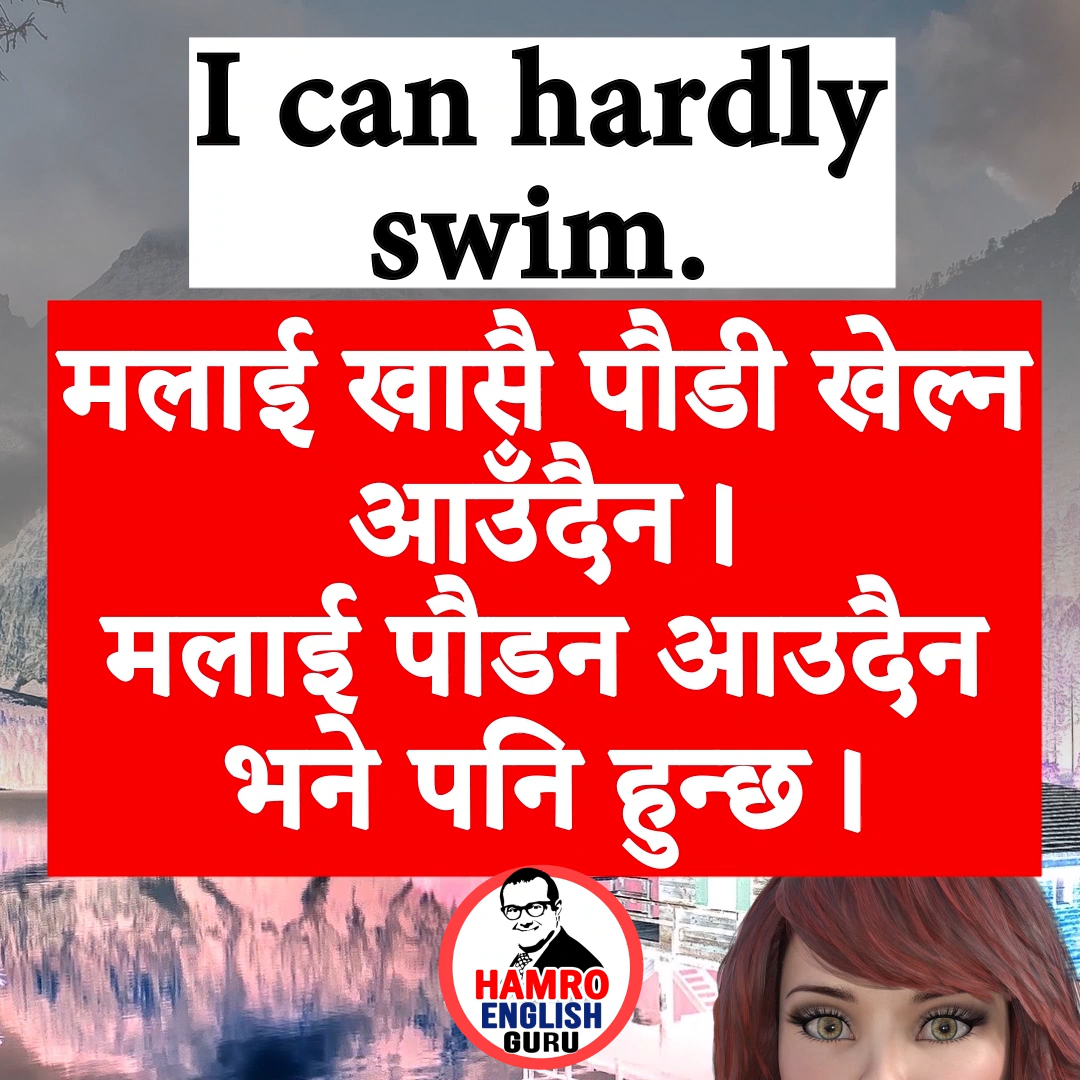 I can hardly
swim.
मलाई खासै पौडी खेल्न
आउँदैन।
मलाई पौडन आउदैन
भने पनि हुन्छ।
HAMRO
ENGLISH
GURU